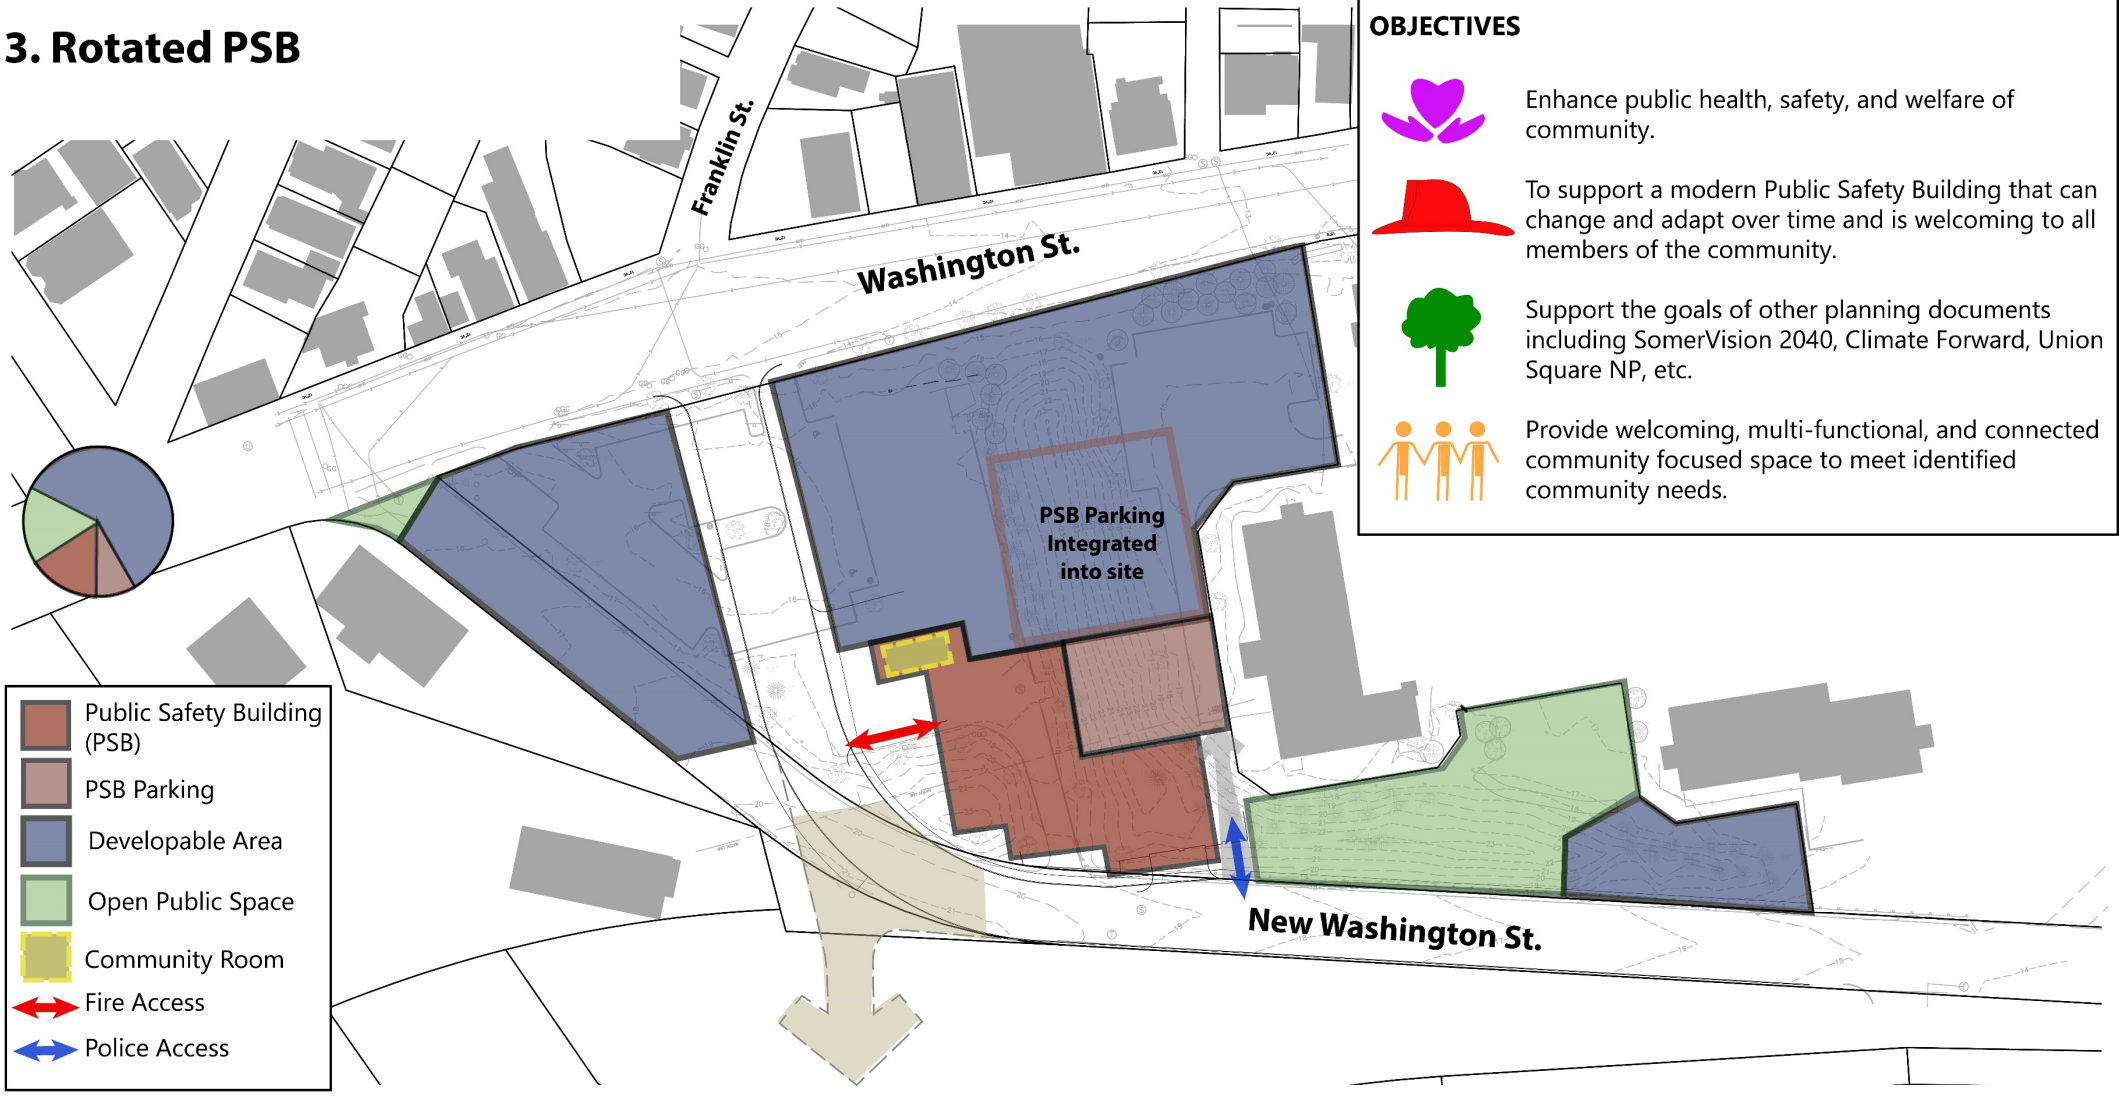 3. Rotated PSB
Franklin St.
Washington St.
PSB Parking
Integrated
into site
New Washington St.
OBJECTIVES
Enhance public health, safety, and welfare of
community.
To support a modern Public Safety Building that can
change and adapt over time and is welcoming to all
members of the community.
Support the goals of other planning documents
including SomerVision 2040, Climate Forward, Union
Square NP, etc.
Provide welcoming, multi-functional, and connected
community focused space to meet identified
community needs.
Public Safety Building
(PSB)
PSB Parking
Developable Area
Open Public Space
Community Room
Fire Access
Police Access